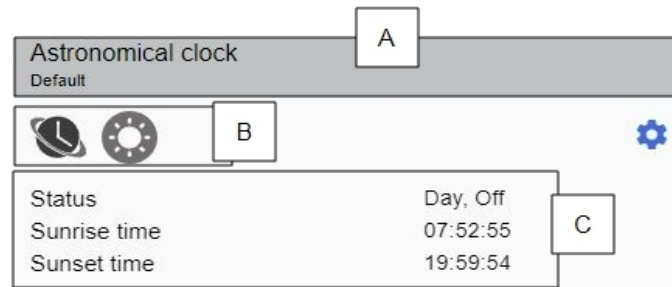 A
Astronomical clock
Default
B
Status Day, Off
Sunrise time 07:52:55
Sunset time 19:59:54
C